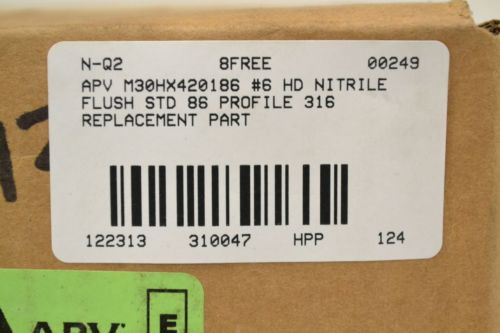 N-Q2 8FREE 00249
APV M30HX420186 #6 HD NITRILE
FLUSH STD 86 PROFILE 316
REPLACEMENT PART
122313 310047 HPP 124
APV
E